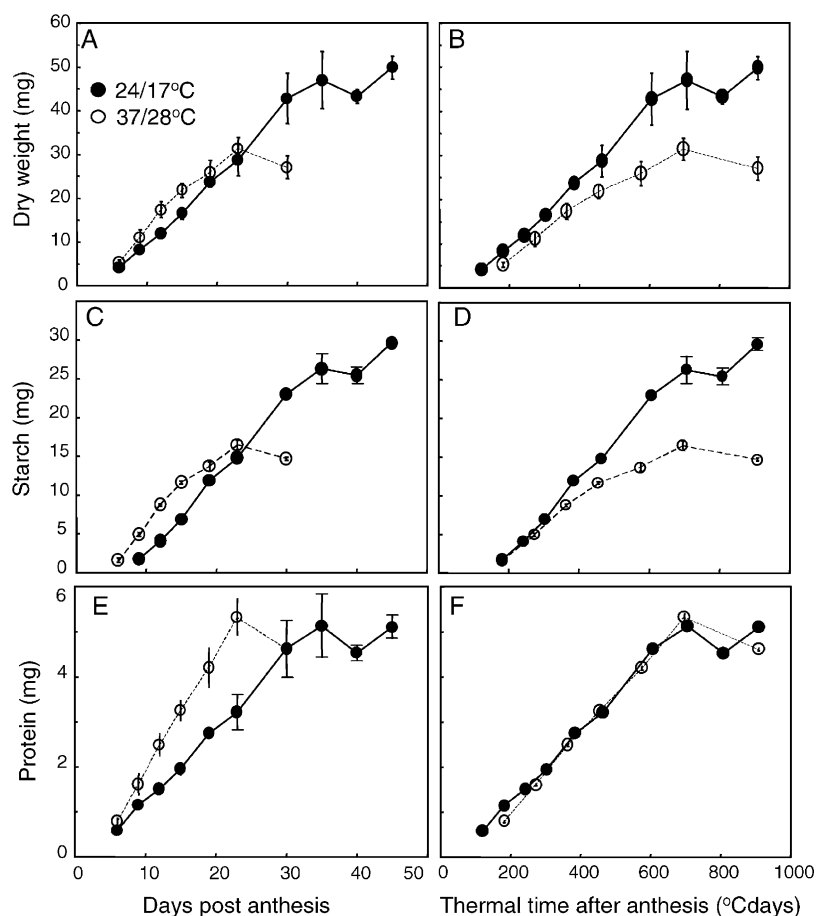 A
B
24/17°C
37/28°C
Dry weight (mg)
60
50
40
30
20
10
0
C
D
Starch (mg)
30
25
20
15
10
5
0
E
F
Protein (mg)
6
4
2
0
0 10 20 30 40 50
200 400 600 800 1000
Days post anthesis
Thermal time after anthesis (°Cdays)